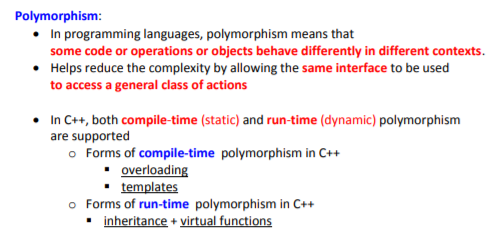 Polymorphism:
• In programming languages, polymorphism means that
some code or operations or objects behave differently in different contexts.
• Helps reduce the complexity by allowing the same interface to be used
to access a general class of actions
• In C++, both compile-time (static) and run-time (dynamic) polymorphism
are supported
o Forms of compile-time polymorphism in C++
▪ overloading
▪ templates
o Forms of run-time polymorphism in C++
▪ inheritance + virtual functions